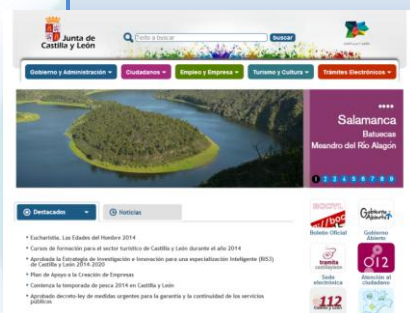 Junta de
Castilla y León
Texto a buscar
buscar
Gobierno y Administración
Ciudadanos
Empleo y Empresa
Turismo y Cultura
Trámites Electrónicos
Salamanca
Batuecas
Meandro del Río Alagón
1 2 3 4 5 6 7 8 9
Destacados
Noticias
Eucharistia. Las Edades del Hombre 2014
Cursos de formación para el sector turístico de Castilla y León durante el año 2014
Aprobada la Estrategia de Investigación e Innovación para una especialización Inteligente (RIS3)
de Castilla y León 2014-2020
Plan de Apoyo a la Creación de Empresas
Comienza la temporada de pesca 2014 en Castilla y León
Aprobado decreto-ley de medidas urgentes para la garantía y la continuidad de los servicios
públicos
BOCYL
Boletín Oficial
Gobierno
Abierto
tramita
castillayleón
Sede
electrónica
012
Atención al
ciudadano
112